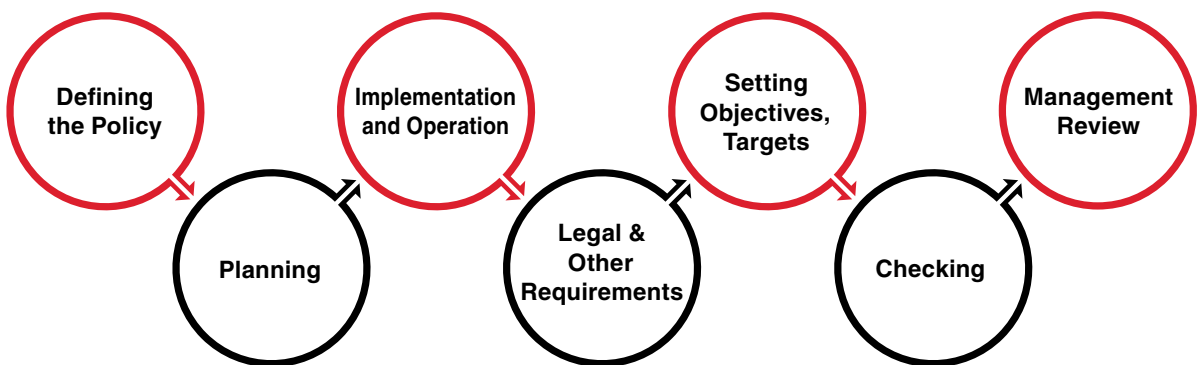 Defining
the Policy
Planning
Implementation
and Operation
Legal &
Other
Requirements
Setting
Objectives,
Targets
Checking
Management
Review